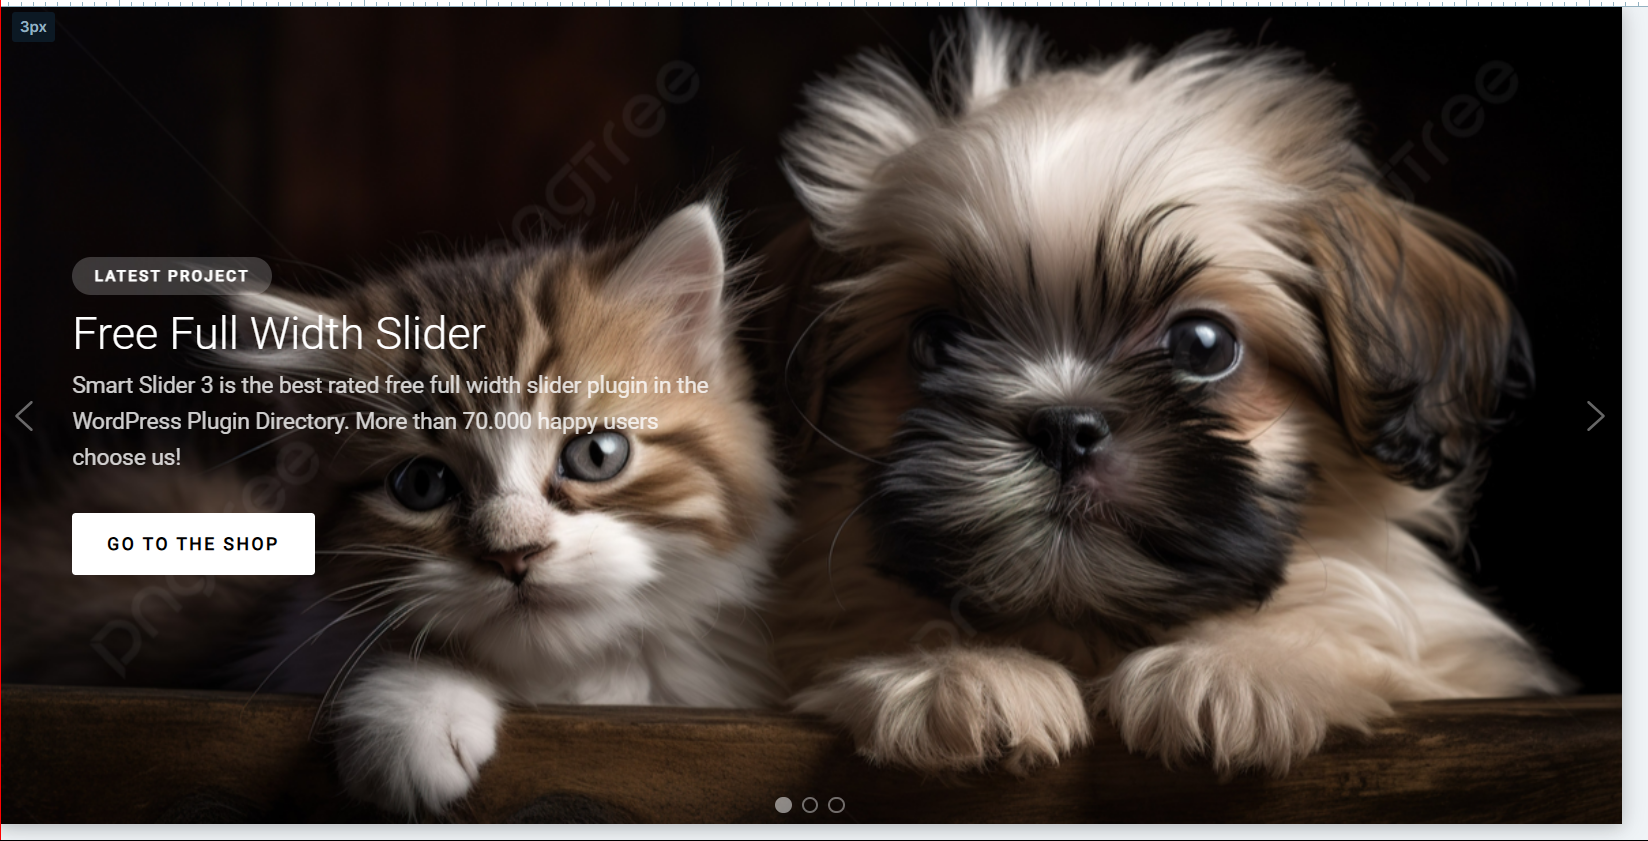 3px
LATEST PROJECT
Free Full Width Slider
Smart Slider 3 is the best rated free full width slider plugin in the
WordPress Plugin Directory. More than 70.000 happy users
choose us!
GO TO THE SHOP
pngtree
pngtree